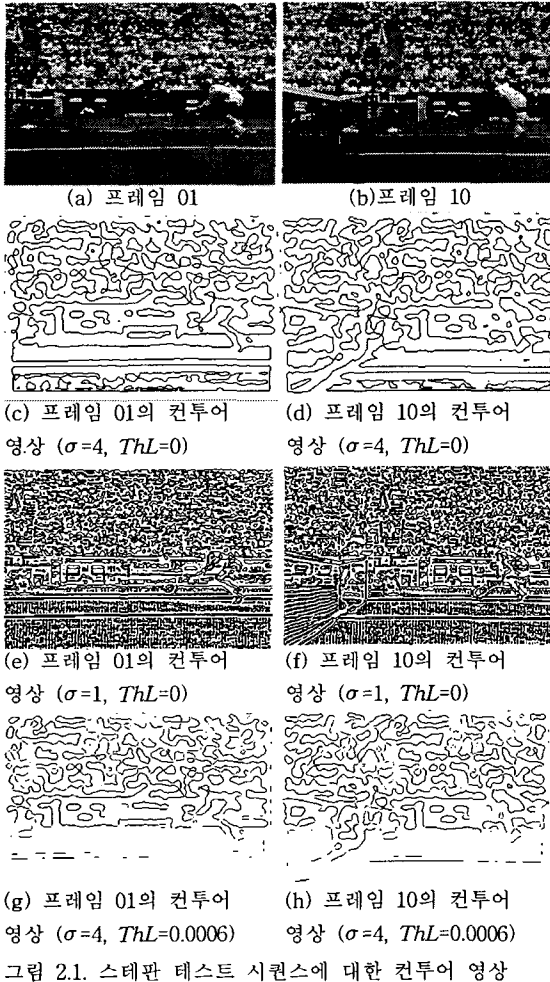 (a) 프레임 01
(b)프레임 10
(c) 프레임 01의 컨투어
영상 (σ=4, ThL=0)
(d) 프레임 10의 컨투어
영상 (σ=4, ThL=0)
(e) 프레임 01의 컨투어
영상 (σ=1, ThL=0)
(f) 프레임 10의 컨투어
영상 (σ=1, ThL=0)
(g) 프레임 01의 컨투어
영상 (σ=4, ThL=0.0006)
(h) 프레임 10의 컨투어
영상 (σ=4, ThL=0.0006)
그림 2.1. 스테판 테스트 시퀀스에 대한 컨투어 영상